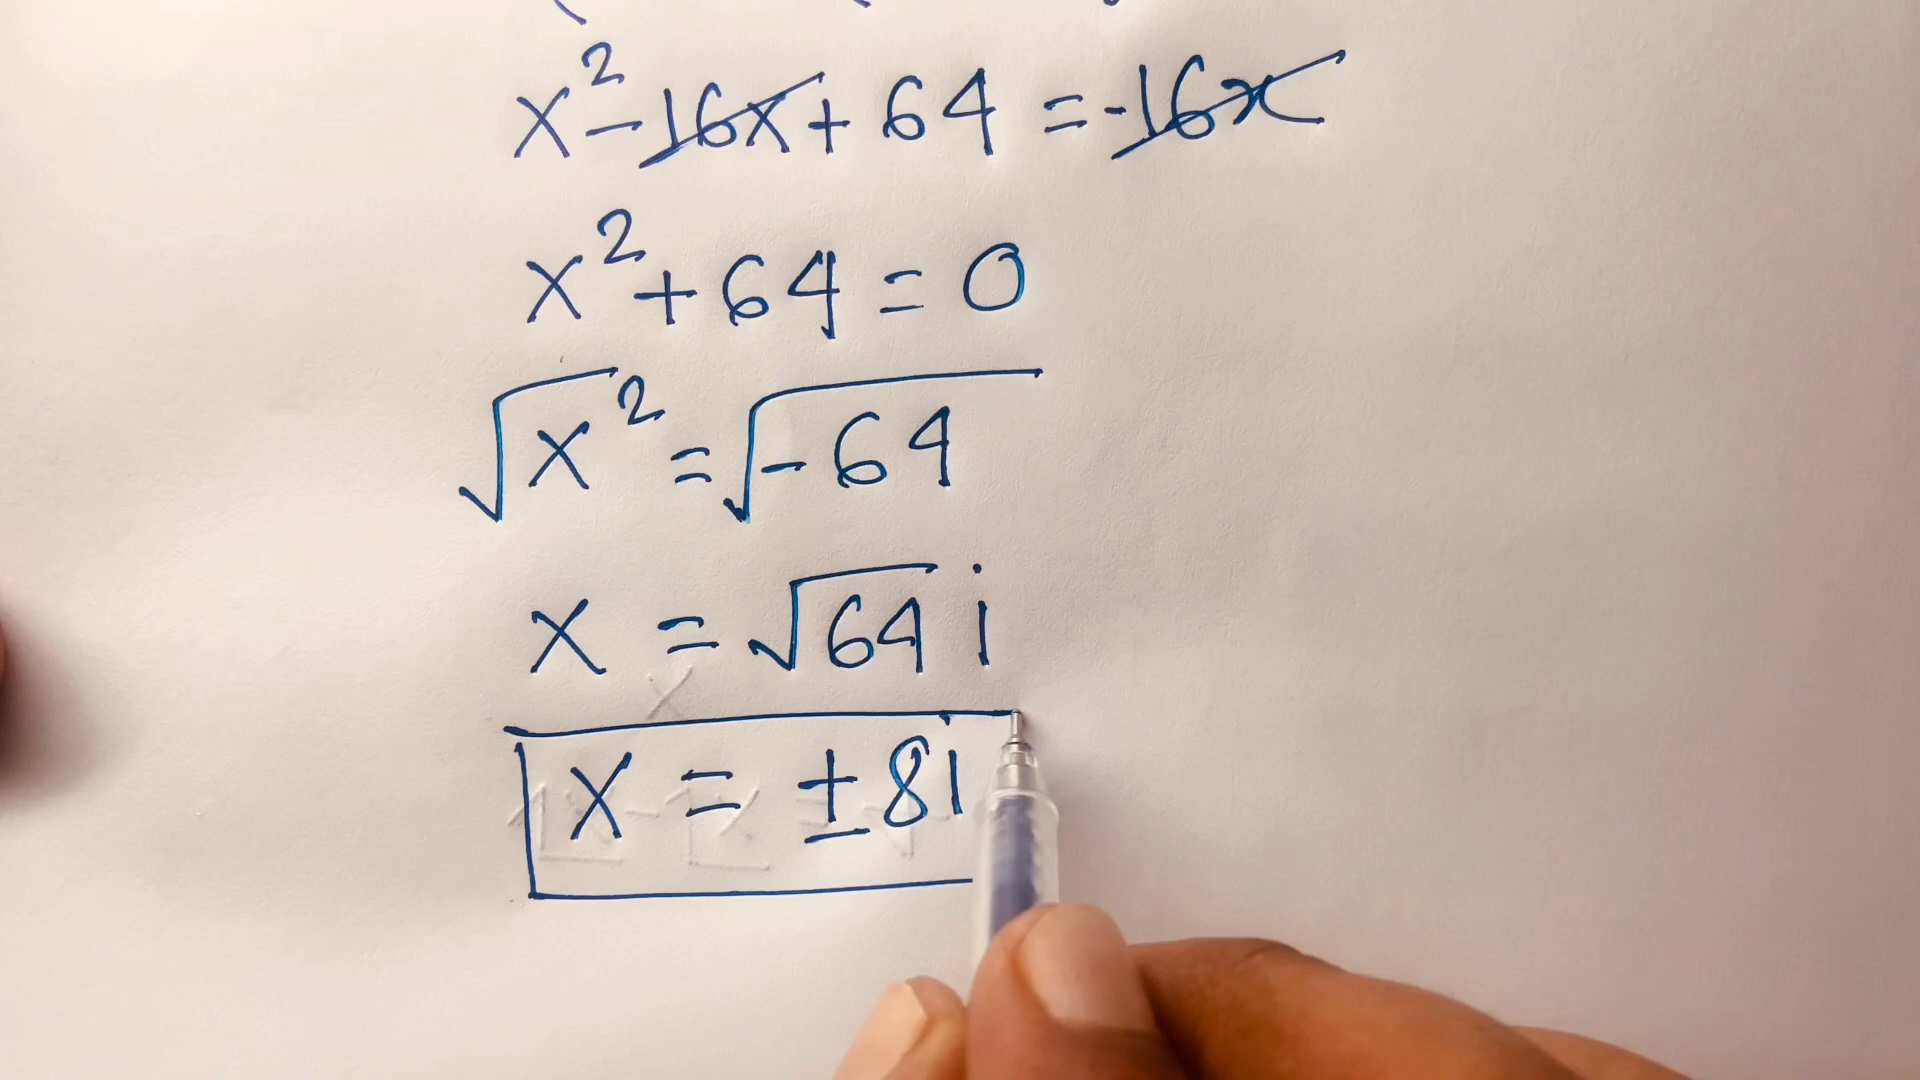 x² - 16x + 64 = -16x
x² + 64 = 0
√x² = √-64
x = √64 i
x = ±8i